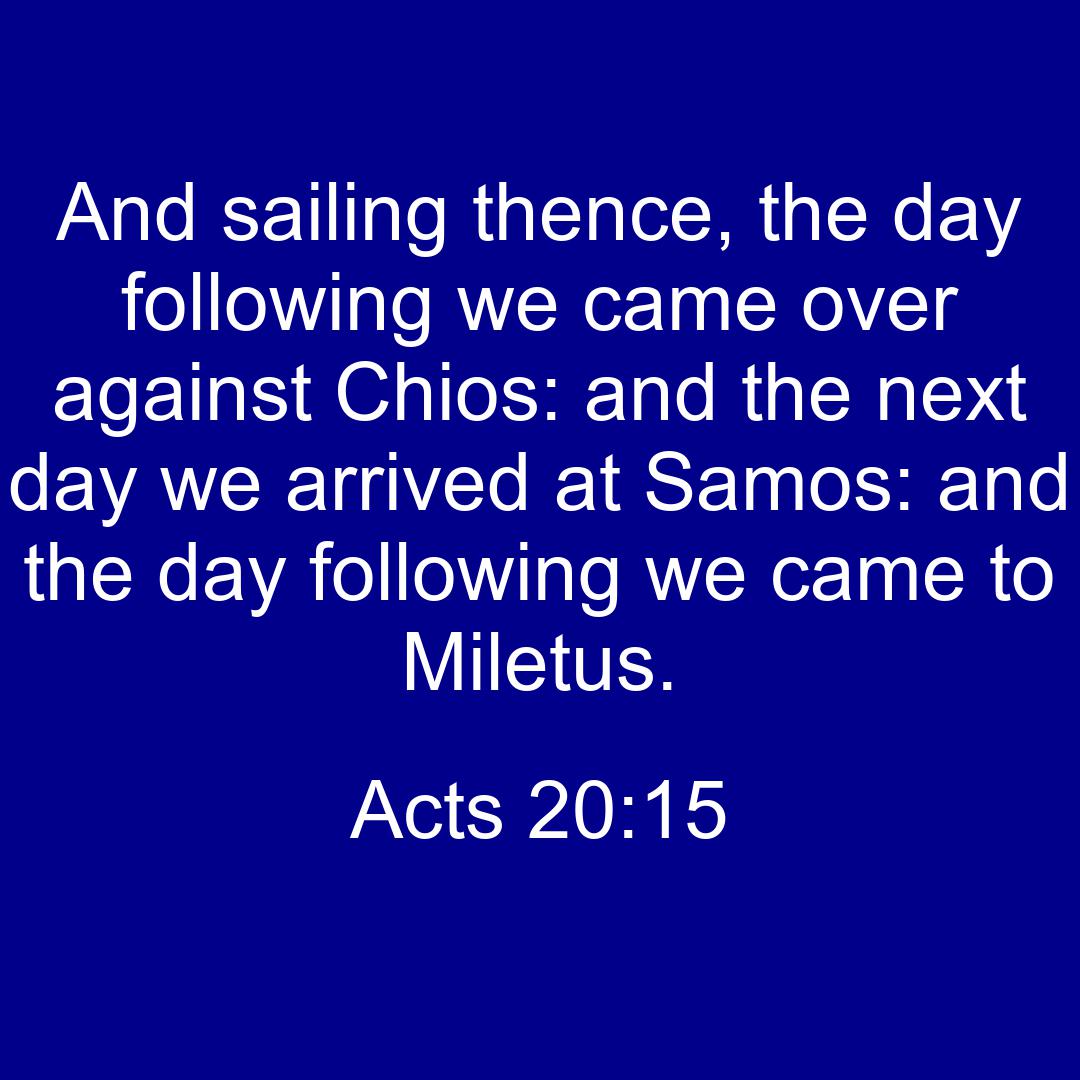 And sailing thence, the day
following we came over
against Chios: and the next
day we arrived at Samos: and
the day following we came to
Miletus.
Acts 20:15